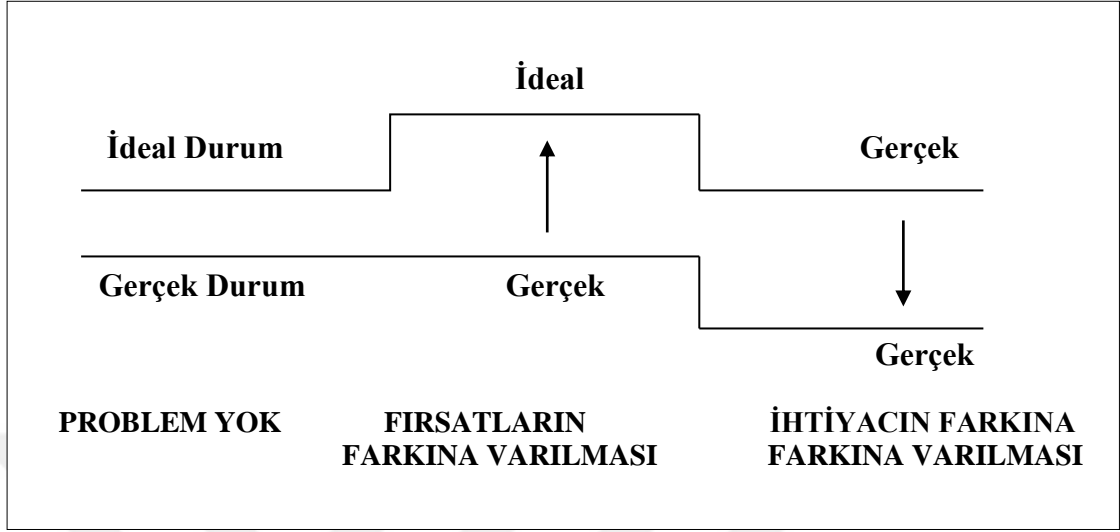 İdeal
İdeal Durum
Gerçek
Gerçek Durum
Gerçek
Gerçek
PROBLEM YOK
FIRSATLARIN
FARKINA VARILMASI
İHTİYACIN FARKINA
FARKINA VARILMASI